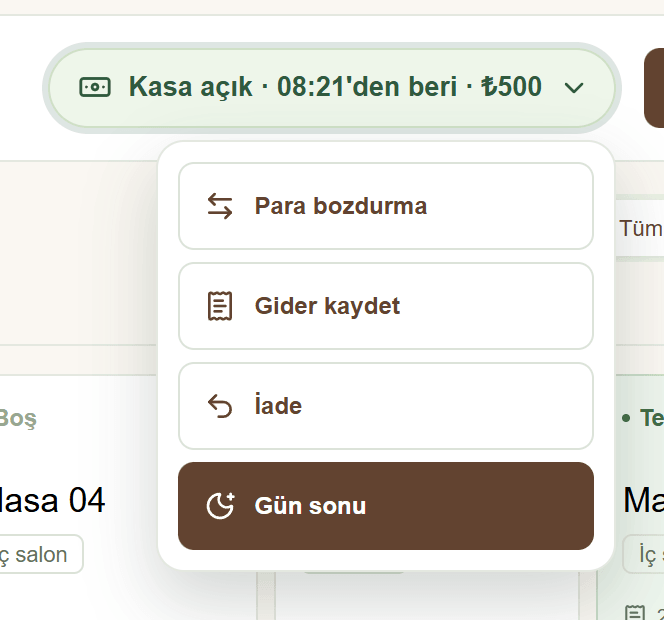 Kasa açık · 08:21'den beri · ₺500
Tüm
Para bozdurma
Gider kaydet
İade
Gün sonu
Boş
Masa 04
ç salon
Te
Ma
İç
2